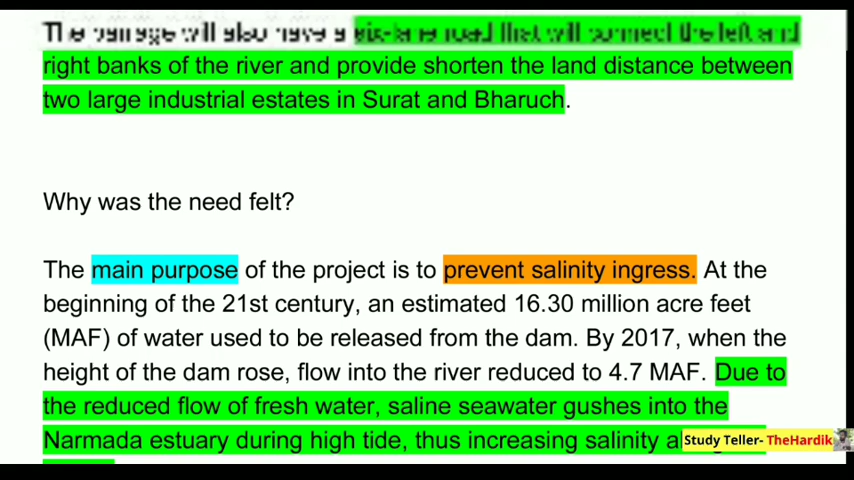 The barrage will also have a six-lane road that will connect the left and
right banks of the river and provide shorten the land distance between
two large industrial estates in Surat and Bharuch.
Why was the need felt?
The main purpose of the project is to prevent salinity ingress. At the
beginning of the 21st century, an estimated 16.30 million acre feet
(MAF) of water used to be released from the dam. By 2017, when the
height of the dam rose, flow into the river reduced to 4.7 MAF. Due to
the reduced flow of fresh water, saline seawater gushes into the
Narmada estuary during high tide, thus increasing salinity
Study Teller- TheHardik